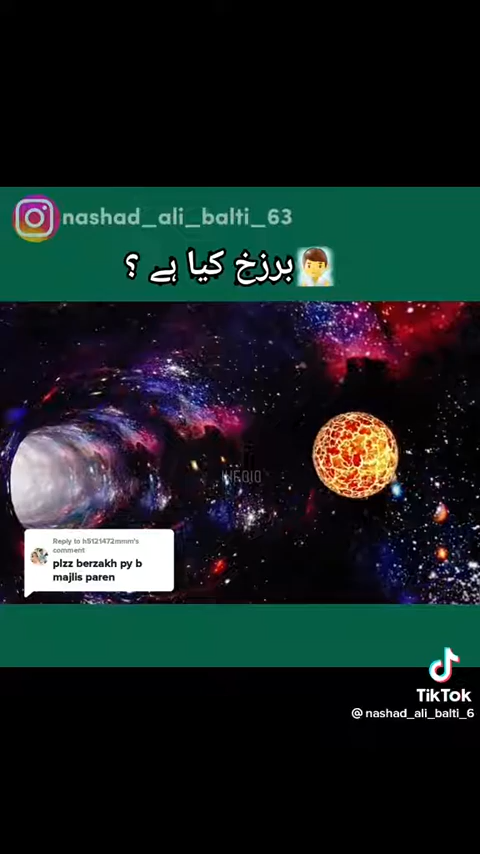 nashad_ali_balti_63
برزخ کیا ہے ؟
Reply to h5121472mmm's
comment
plzz berzakh py b
majlis paren
TikTok
@nashad_ali_balti_6